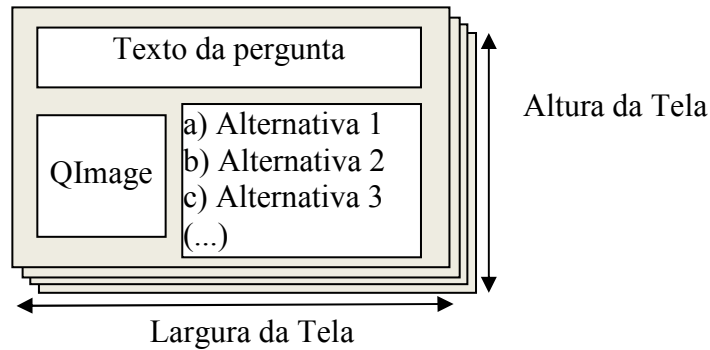 Texto da pergunta
QImage
a) Alternativa 1
b) Alternativa 2
c) Alternativa 3
(...)
Altura da Tela
Largura da Tela